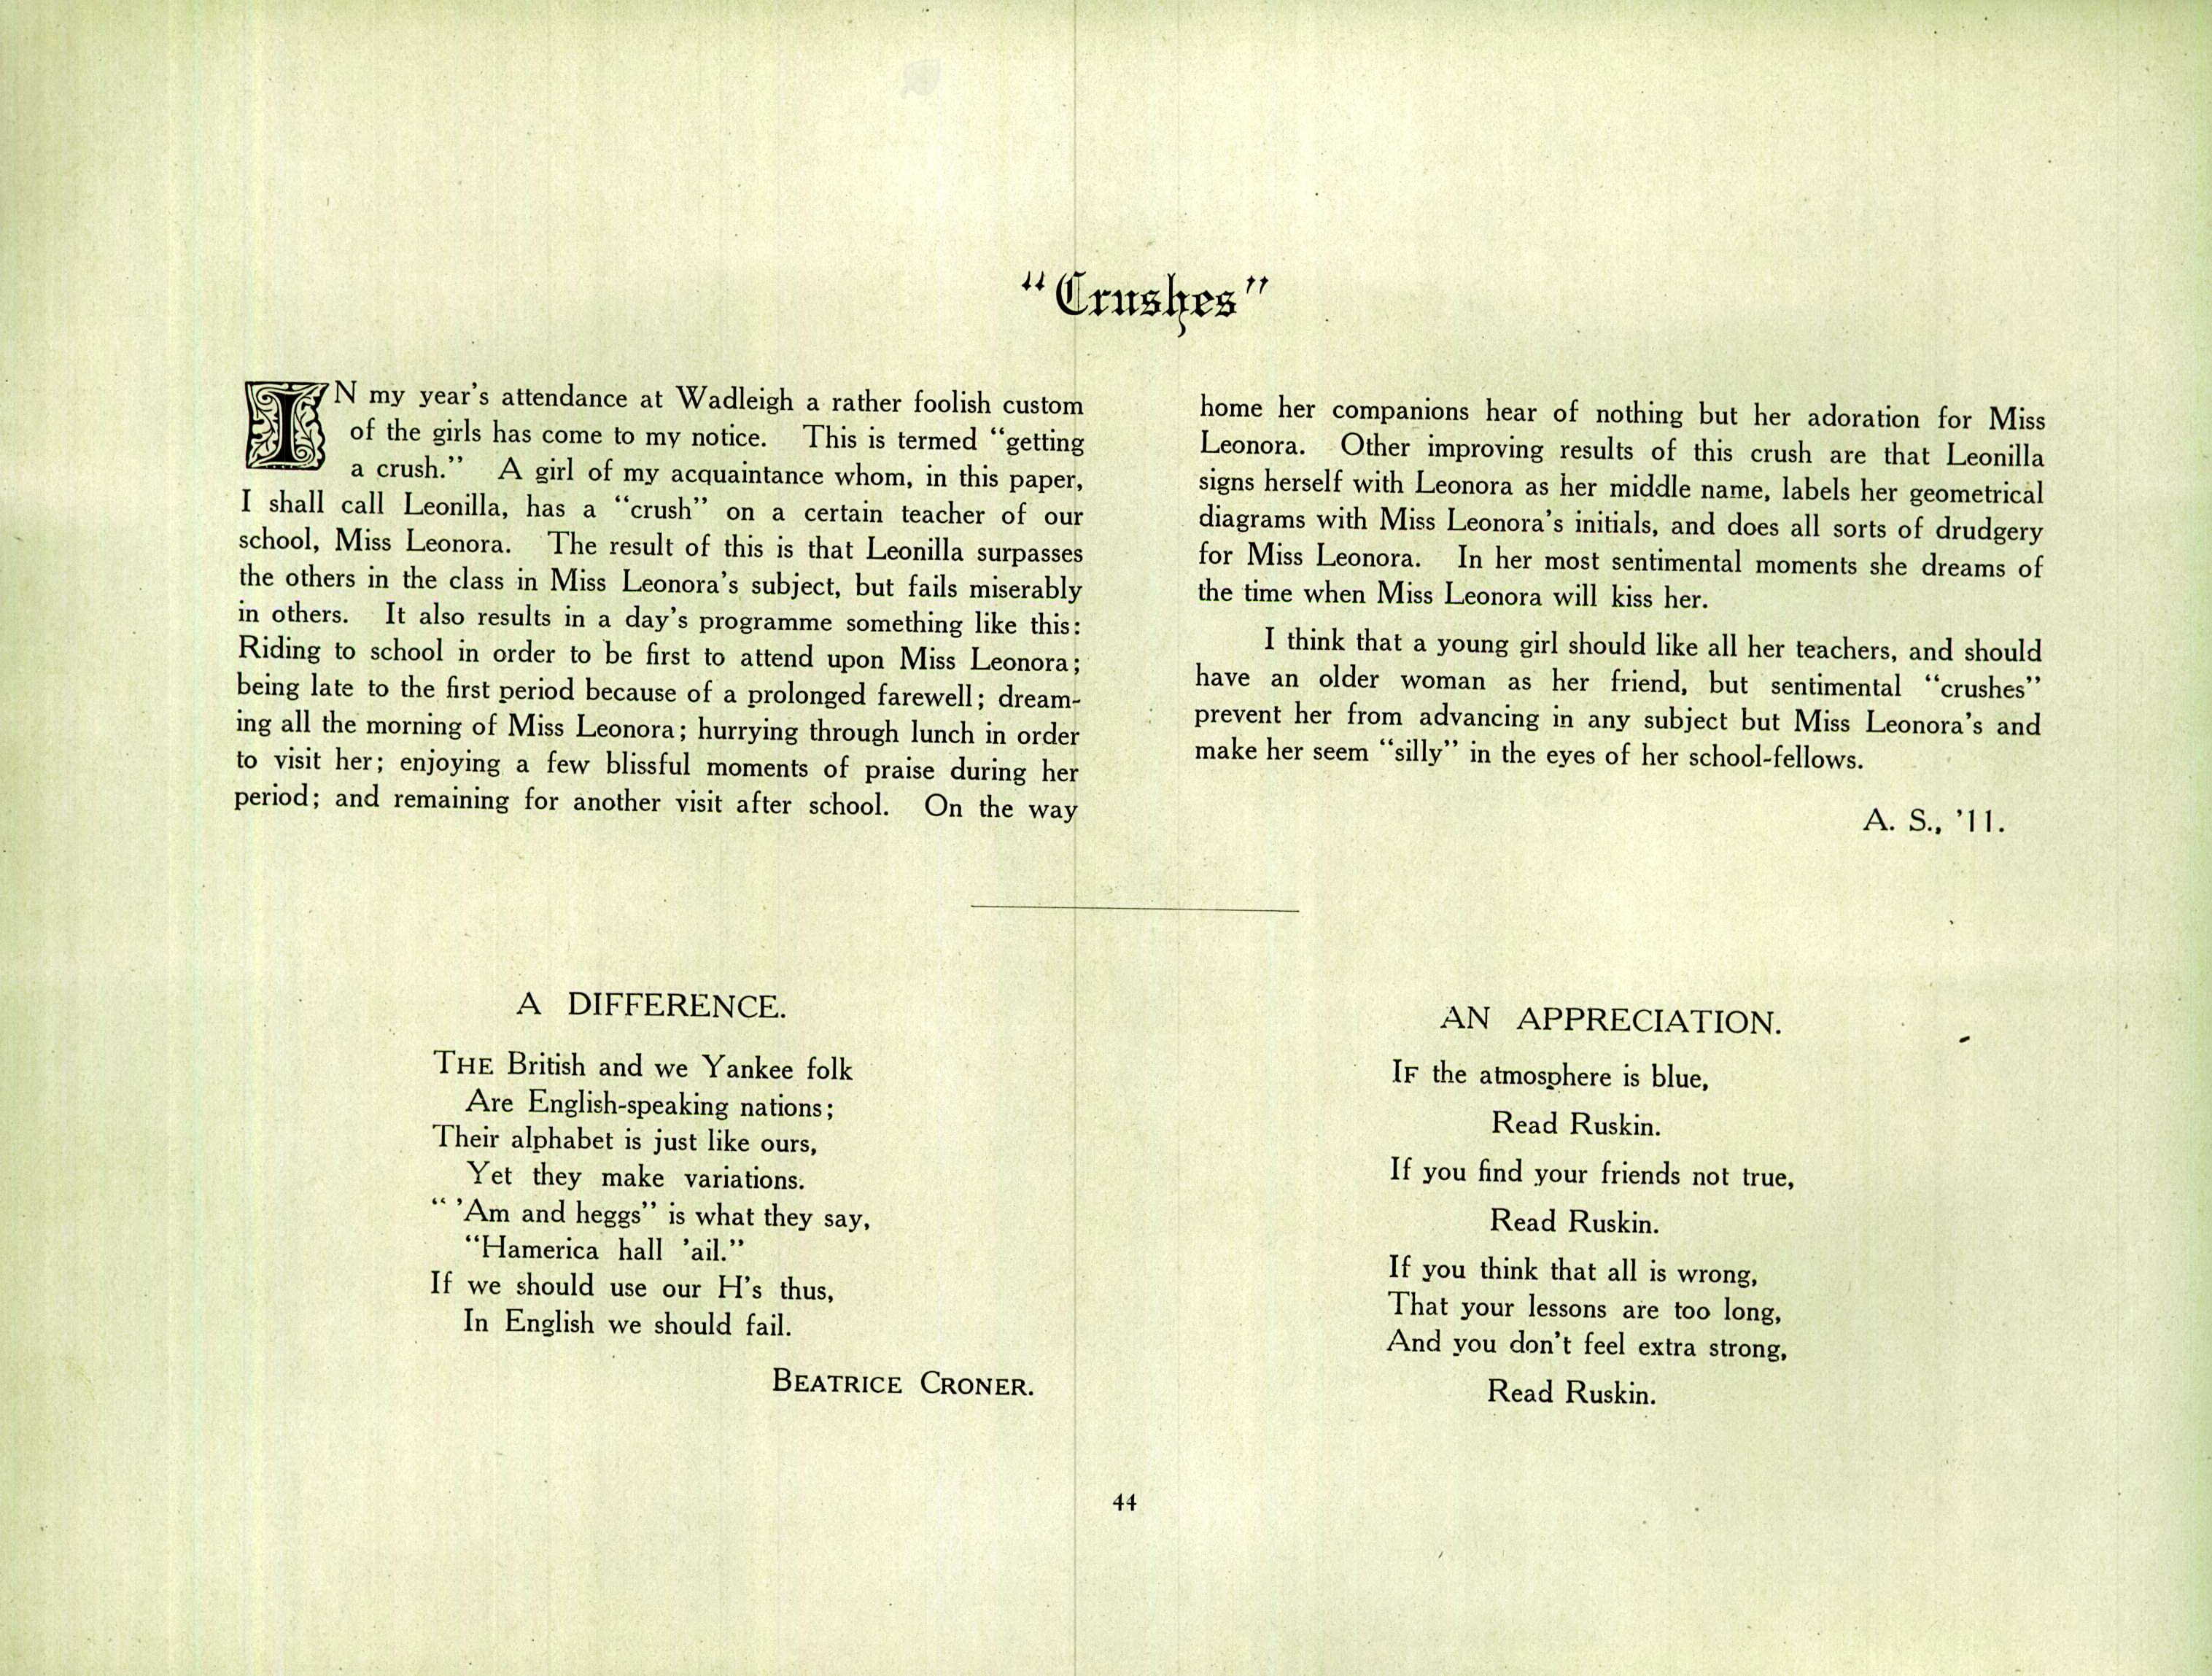 "Crushes"
IN my year's attendance at Wadleigh a rather foolish custom
of the girls has come to my notice. This is termed "getting
a crush." A girl of my acquaintance whom, in this paper,
I shall call Leonilla, has a "crush" on a certain teacher of our
school, Miss Leonora. The result of this is that Leonilla surpasses
the others in the class in Miss Leonora's subject, but fails miserably
in others. It also results in a day's programme something like this:
Riding to school in order to be first to attend upon Miss Leonora;
being late to the first period because of a prolonged farewell; dream-
ing all the morning of Miss Leonora; hurrying through lunch in order
to visit her; enjoying a few blissful moments of praise during her
period; and remaining for another visit after school. On the way
home her companions hear of nothing but her adoration for Miss
Leonora. Other improving results of this crush are that Leonilla
signs herself with Leonora as her middle name, labels her geometrical
diagrams with Miss Leonora's initials, and does all sorts of drudgery
for Miss Leonora. In her most sentimental moments she dreams of
the time when Miss Leonora will kiss her.
I think that a young girl should like all her teachers, and should
have an older woman as her friend, but sentimental "crushes"
prevent her from advancing in any subject but Miss Leonora's and
make her seem "silly" in the eyes of her school-fellows.
A. S., '11.
A DIFFERENCE.
THE British and we Yankee folk
Are English-speaking nations;
Their alphabet is just like ours,
Yet they make variations.
" 'Am and heggs" is what they say,
"Hamerica hall 'ail."
If we should use our H's thus,
In English we should fail.
BEATRICE CRONER.
AN APPRECIATION.
IF the atmosphere is blue,
Read Ruskin.
If you find your friends not true,
Read Ruskin.
If you think that all is wrong,
That your lessons are too long,
And you don't feel extra strong,
Read Ruskin.
44